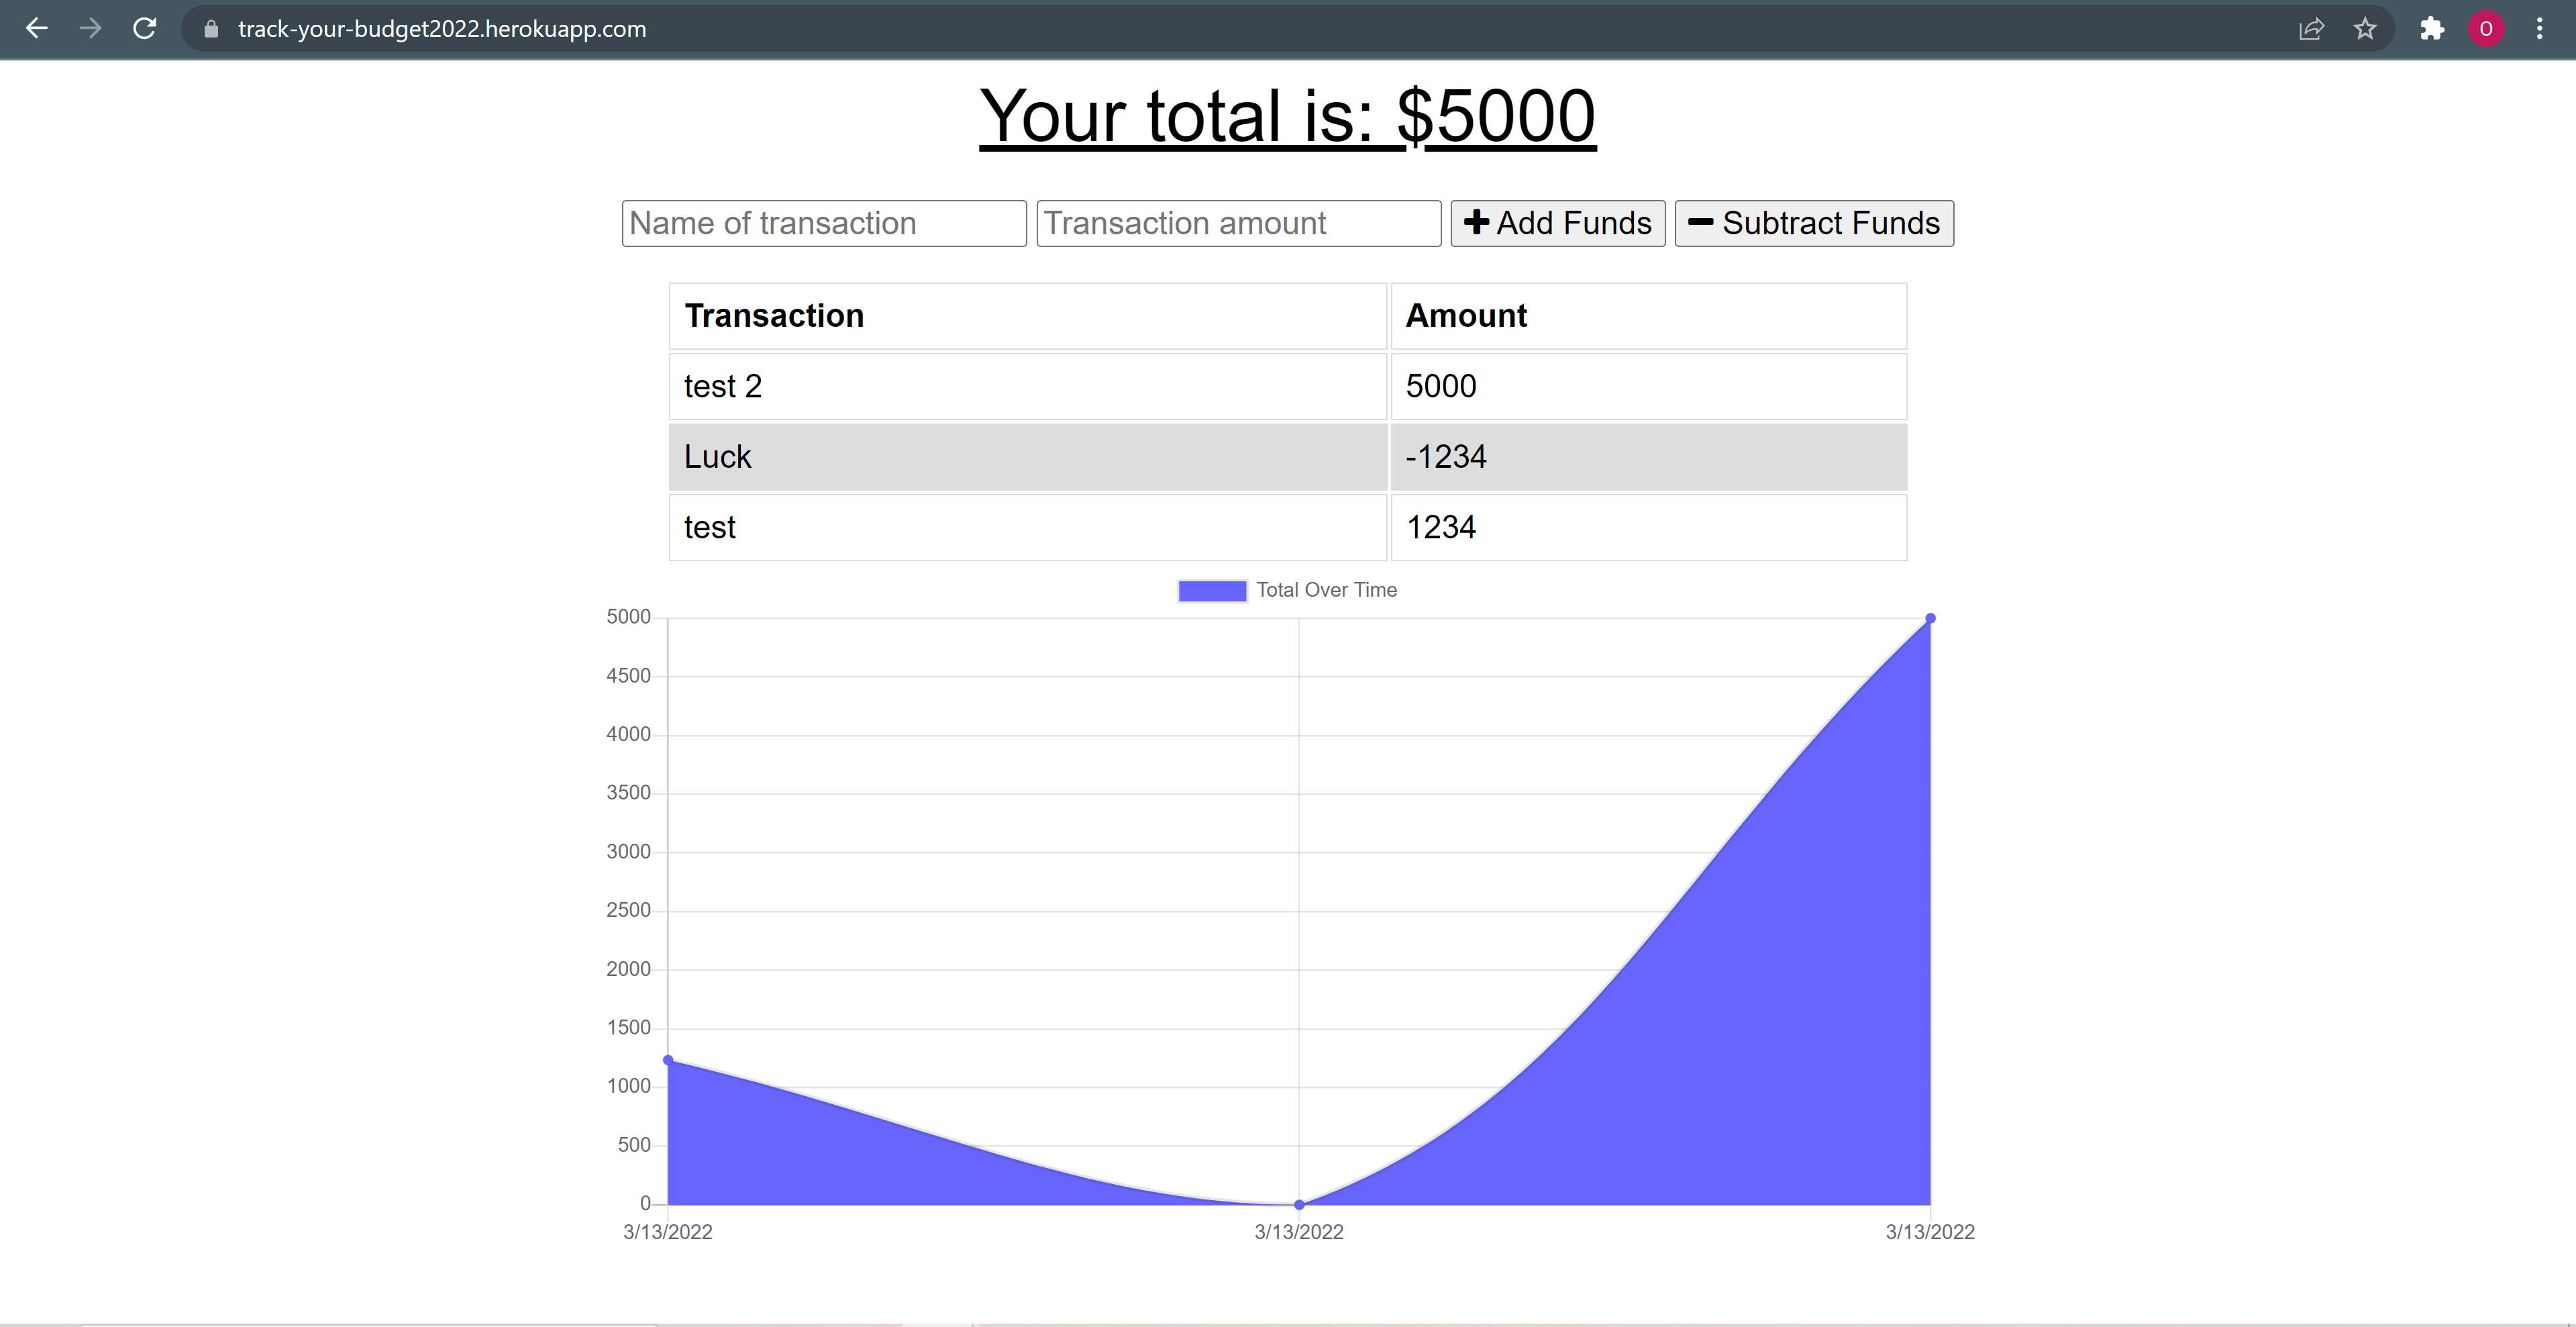 track-your-budget2022.herokuapp.com
O
Your total is: $5000
Name of transaction Transaction amount Add Funds Subtract Funds
Transaction Amount
test 2 5000
Luck -1234
test 1234
Total Over Time
5000
4500
4000
3500
3000
2500
2000
1500
1000
500
0
3/13/2022 3/13/2022 3/13/2022